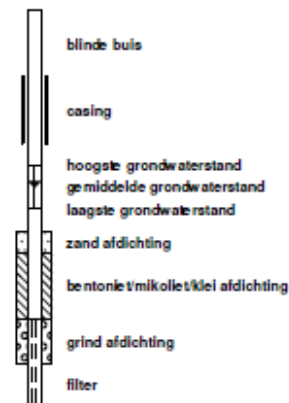 blinde buis
casing
hoogste grondwaterstand
gemiddelde grondwaterstand
laagste grondwaterstand
zand afdichting
bentoniet/mikoliet/klei afdichting
grind afdichting
filter